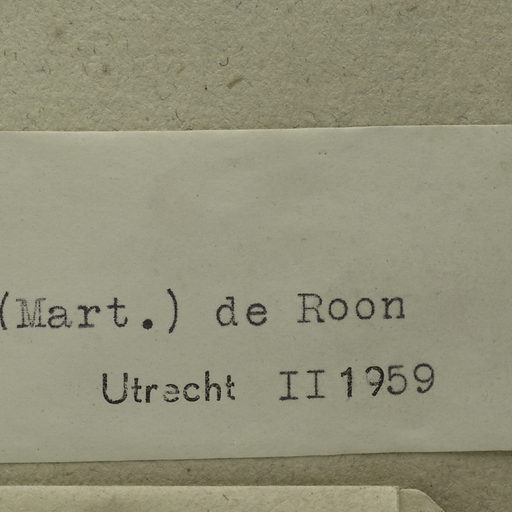 (Mart.) de Roon
Utrecht II 1959